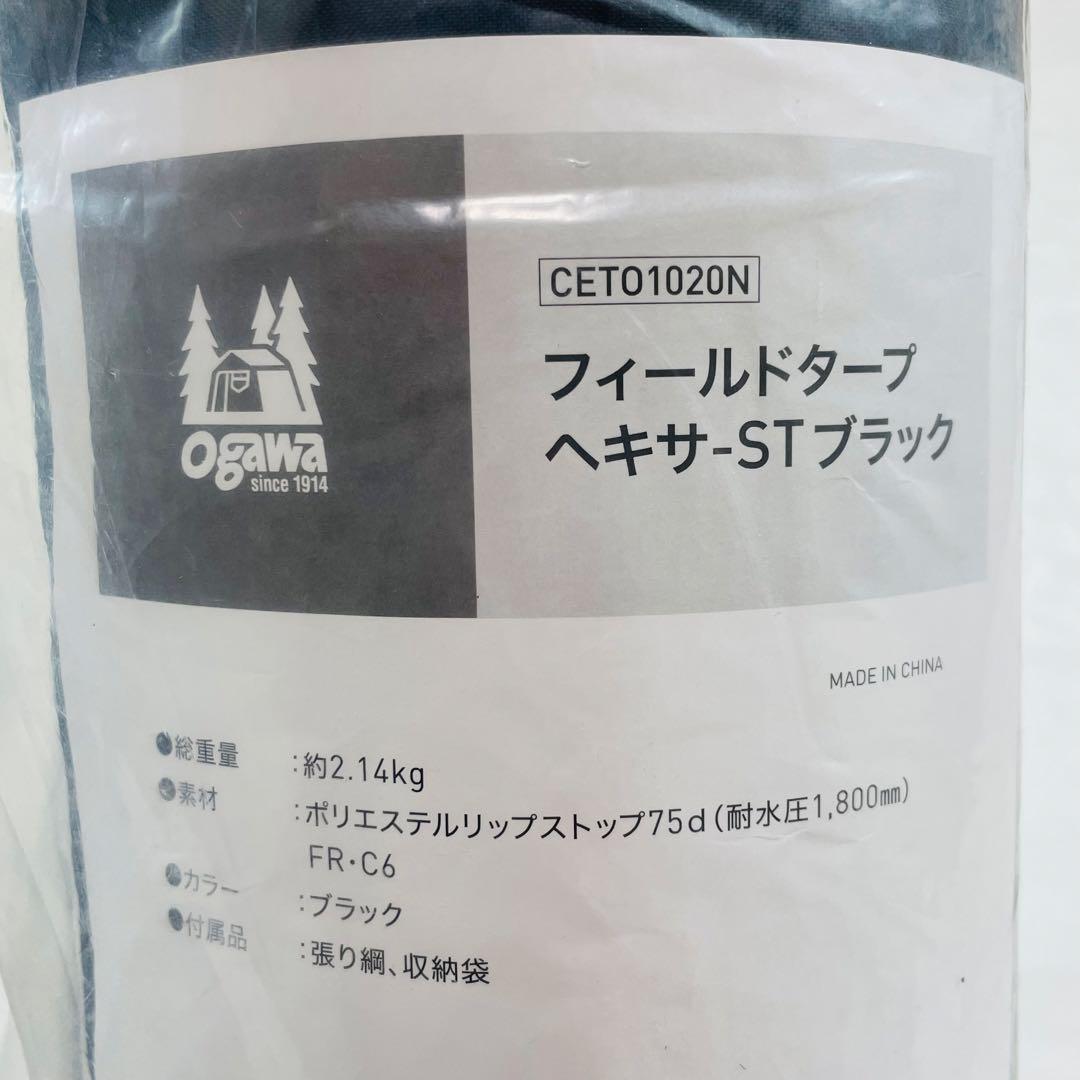 ogawa
since 1914
CETO1020N
フィールドタープ
ヘキサ-STブラック
MADE IN CHINA
●総重量 :約2.14kg
●素材 :ポリエステルリップストップ75d(耐水圧1,800㎜)
FR・C6
●カラー :ブラック
●付属品 :張り綱、収納袋